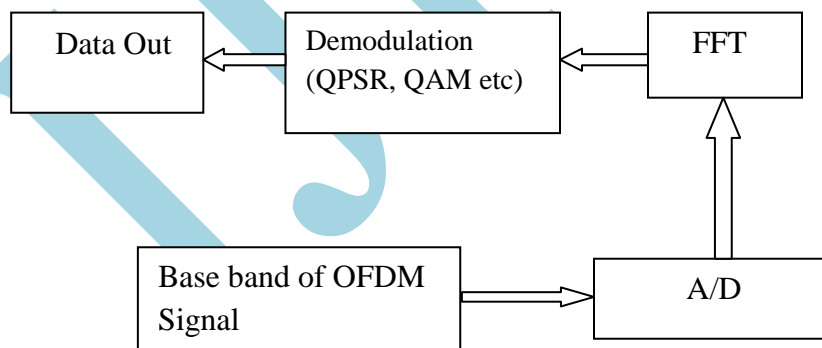 Data Out
Demodulation
(QPSR, QAM etc)
FFT
Base band of OFDM
Signal
A/D